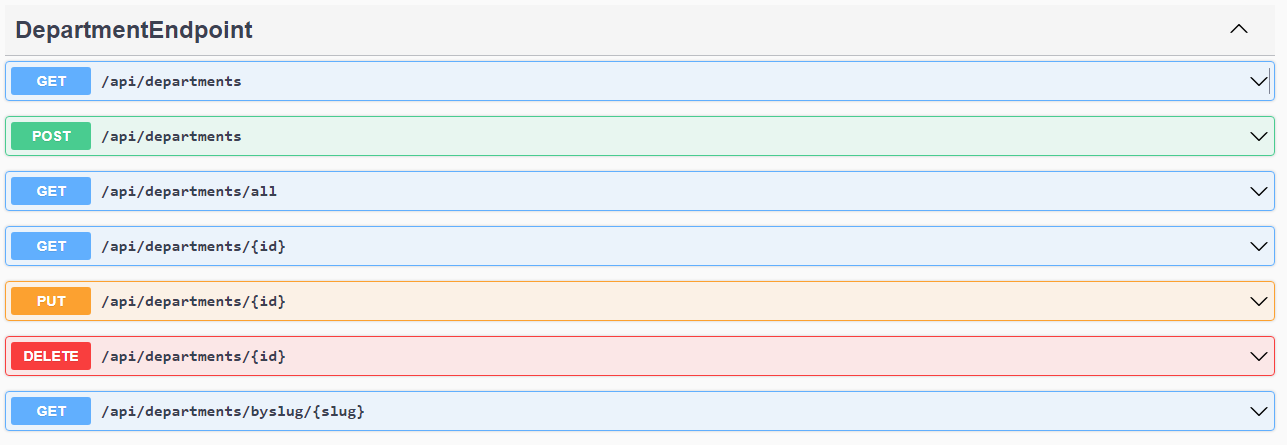 DepartmentEndpoint
GET /api/departments
POST /api/departments
GET /api/departments/all
GET /api/departments/{id}
PUT /api/departments/{id}
DELETE /api/departments/{id}
GET /api/departments/byslug/{slug}